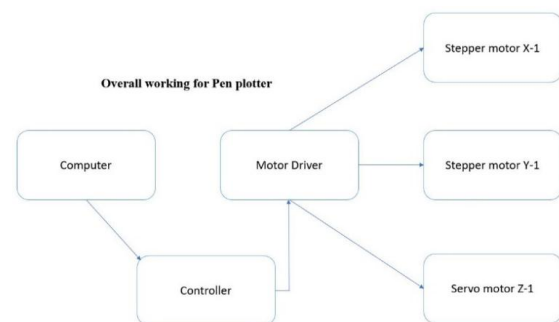 Stepper motor X-1
Overall working for Pen plotter
Computer
Motor Driver
Stepper motor Y-1
Controller
Servo motor Z-1